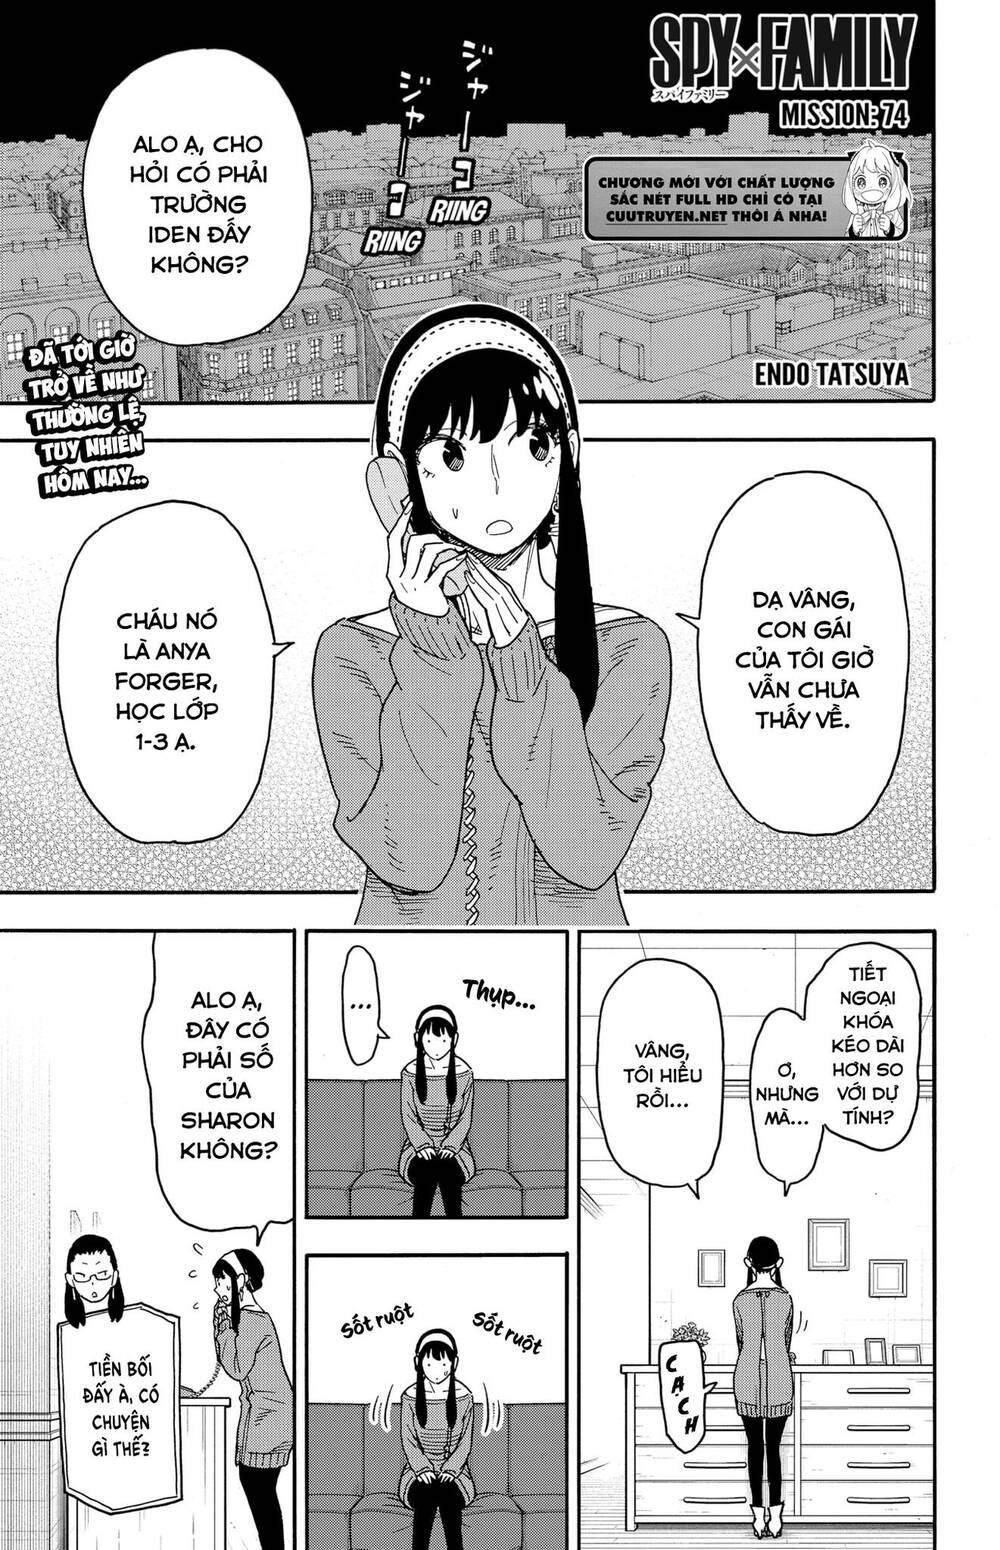 SPY×FAMILY
スパイファミリー
MISSION: 74
CHƯƠNG MỚI VỚI CHẤT LƯỢNG
SẮC NÉT FULL HD CHỈ CÓ TẠI
CUUTRUYEN.NET THÔI Á NHA!
ENDO TATSUYA
ジャ
ジャ
ゴ
ゴ
RIING
RIING
ALO Ạ, CHO
HỎI CÓ PHẢI
TRƯỜNG
IDEN ĐẤY
KHÔNG?
ĐÃ TỚI GIỜ
TRỞ VỀ NHƯ
THƯỜNG LỆ,
TUY NHIÊN
HÔM NAY...
DẠ VÂNG,
CON GÁI
CỦA TÔI GIỜ
VẪN CHƯA
THẤY VỀ.
CHÁU NÓ
LÀ ANYA
FORGER,
HỌC LỚP
1-3 Ạ.
TIẾT
NGOẠI
KHÓA
KÉO DÀI
HƠN SO
VỚI DỰ
TÍNH?
Ơ,
NHƯNG
MÀ...
VÂNG,
TÔI HIỂU
RỒI...
CẠCH
Thụp...
...
Sốt ruột
Sốt ruột
ALO Ạ,
ĐÂY CÓ
PHẢI SỐ
CỦA
SHARON
KHÔNG?
TIỀN BỐI
ĐẤY À, CÓ
CHUYỆN
GÌ THẾ?